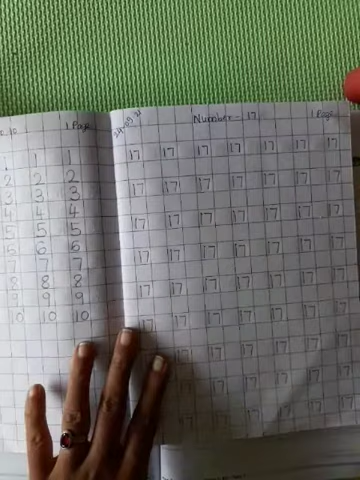 1 Page
1 1 1
2 2 2
3 3 3
4 4 4
5 5 5
6 6 6
7 7 7
8 8 8
9 9 9
10 10 10
Number - 17
1 Page
17 17 17 17 17 17 17
17 17 17 17 17 17 17
17 17 17 17 17 17 17
17 17 17 17 17 17 17
17 17 17 17 17 17 17
17 17 17 17 17 17 17
17 17 17 17 17 17
17 17 17 17 17 17
17 17 17 17 17 17